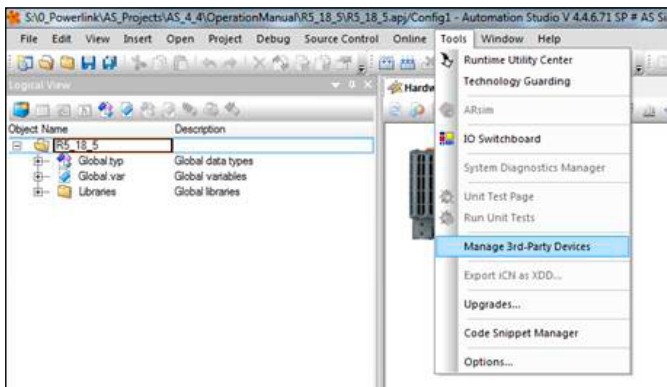 S:\0_Powerlink\AS_Projects\AS_4_4\OperationManual\R5_18_5\R5_18_5.apj/Config1 - Automation Studio V 4.4.6.71 SP # AS S
File Edit View Insert Open Project Debug Source Control Online Tools Window Help
Logical View
Hardw
Object Name Description
R5_18_5
Global.typ Global data types
Global.var Global variables
Libraries Global libraries
Runtime Utility Center
Technology Guarding
ARsim
IO Switchboard
System Diagnostics Manager
Unit Test Page
Run Unit Tests
Manage 3rd-Party Devices
Export iCN as XDD...
Upgrades...
Code Snippet Manager
Options...